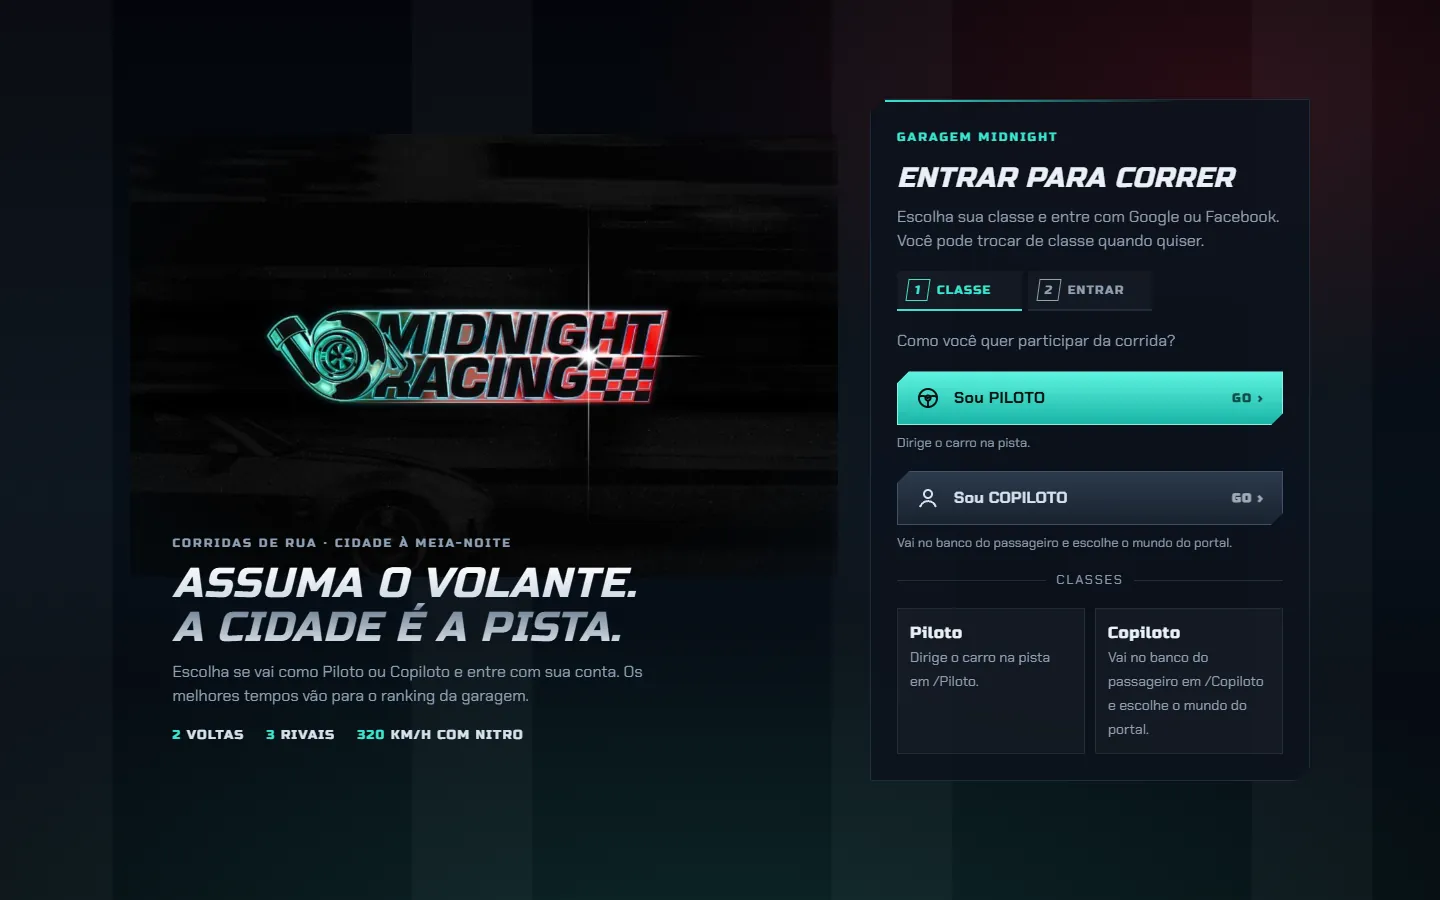 MIDNIGHT
RACING
CORRIDAS DE RUA · CIDADE À MEIA-NOITE
ASSUMA O VOLANTE.
A CIDADE É A PISTA.
Escolha se vai como Piloto ou Copiloto e entre com sua conta. Os
melhores tempos vão para o ranking da garagem.
2 VOLTAS 3 RIVAIS 320 KM/H COM NITRO
GARAGEM MIDNIGHT
ENTRAR PARA CORRER
Escolha sua classe e entre com Google ou Facebook.
Você pode trocar de classe quando quiser.
1 CLASSE 2 ENTRAR
Como você quer participar da corrida?
Sou PILOTO GO ›
Dirige o carro na pista.
Sou COPILOTO GO ›
Vai no banco do passageiro e escolhe o mundo do portal.
CLASSES
Piloto
Dirige o carro na pista
em /Piloto.
Copiloto
Vai no banco do
passageiro em /Copiloto
e escolhe o mundo do
portal.